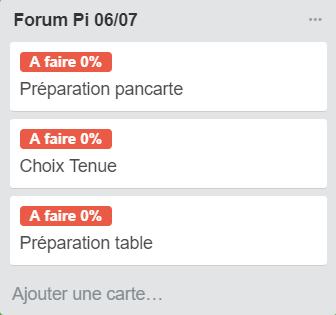 Forum Pi 06/07
A faire 0%
Préparation pancarte
A faire 0%
Choix Tenue
A faire 0%
Préparation table
Ajouter une carte…